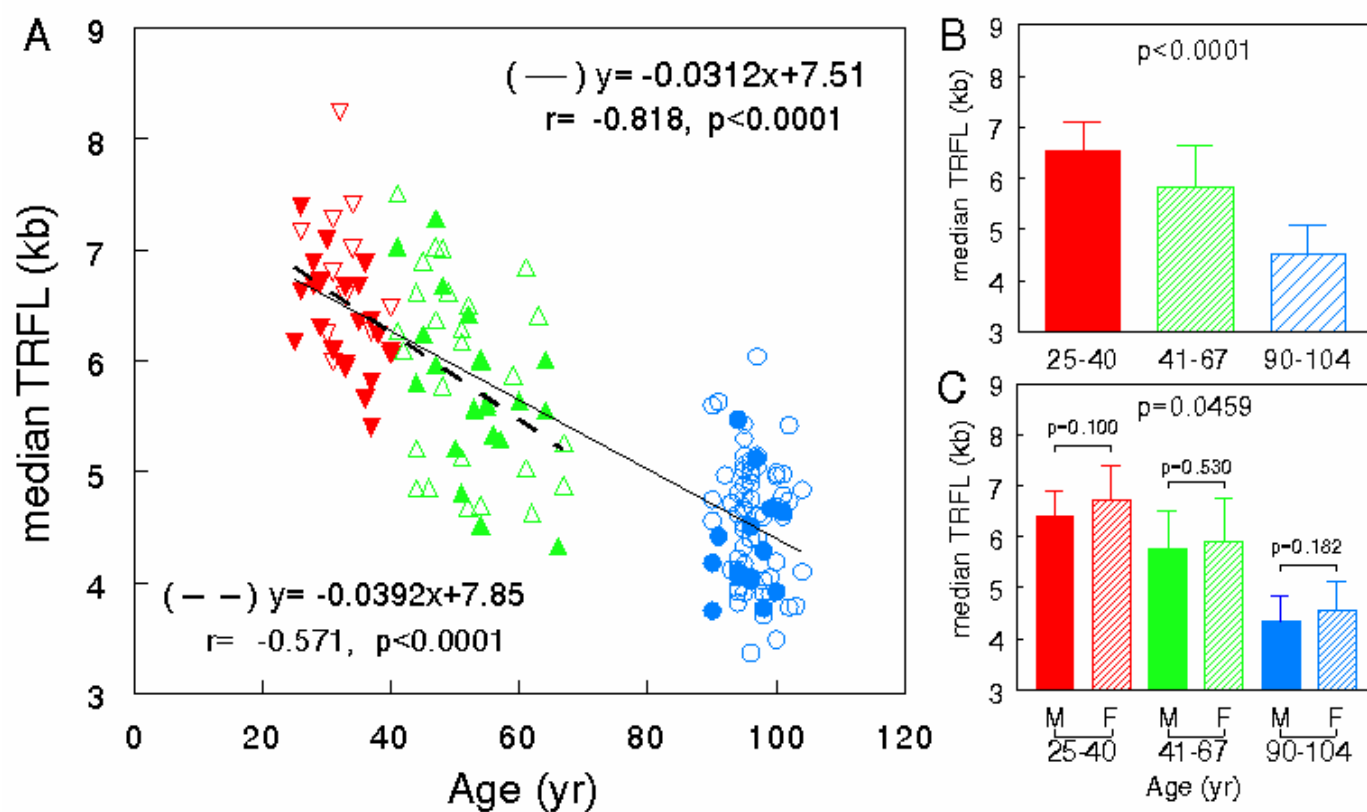 A
9
8
7
6
5
4
3
median TRFL (kb)
( — ) y= -0.0312x+7.51
r= -0.818, p<0.0001
( – – ) y= -0.0392x+7.85
r= -0.571, p<0.0001
0 20 40 60 80 100 120
Age (yr)
B
9
8
7
6
5
4
3
median TRFL (kb)
p<0.0001
25-40 41-67 90-104
C
9
8
7
6
5
4
3
median TRFL (kb)
p=0.0459
p=0.100
p=0.530
p=0.182
M F M F M F
25-40 41-67 90-104
Age (yr)